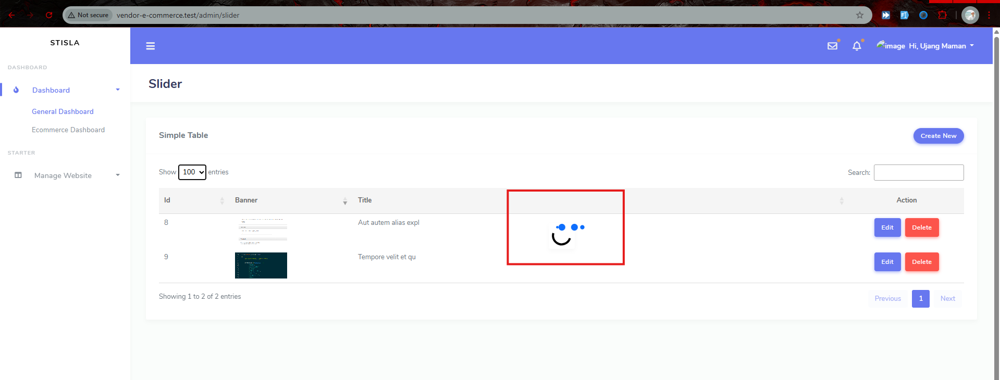 Not secure vendor-e-commerce.test/admin/slider
STISLA
image Hi, Ujang Maman
DASHBOARD
Dashboard
General Dashboard
Ecommerce Dashboard
STARTER
Manage Website
Slider
Simple Table
Create New
Show 100 entries
Search:
Id Banner Title Action
8 Aut autem alias expl Edit Delete
9 Tempore velit et qu Edit Delete
Showing 1 to 2 of 2 entries
Previous 1 Next